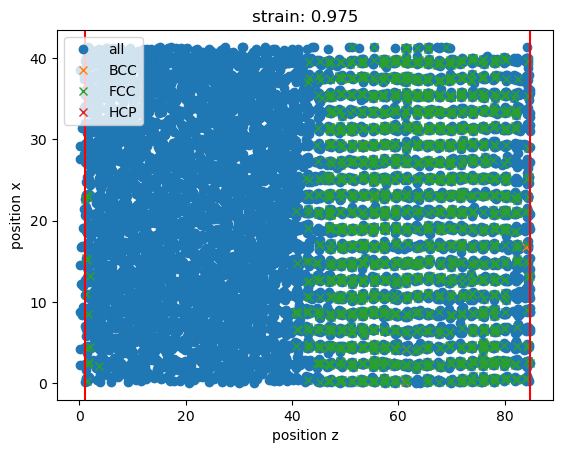 strain: 0.975
all
BCC
FCC
HCP
40
30
20
10
0
position x
0
20
40
60
80
position z